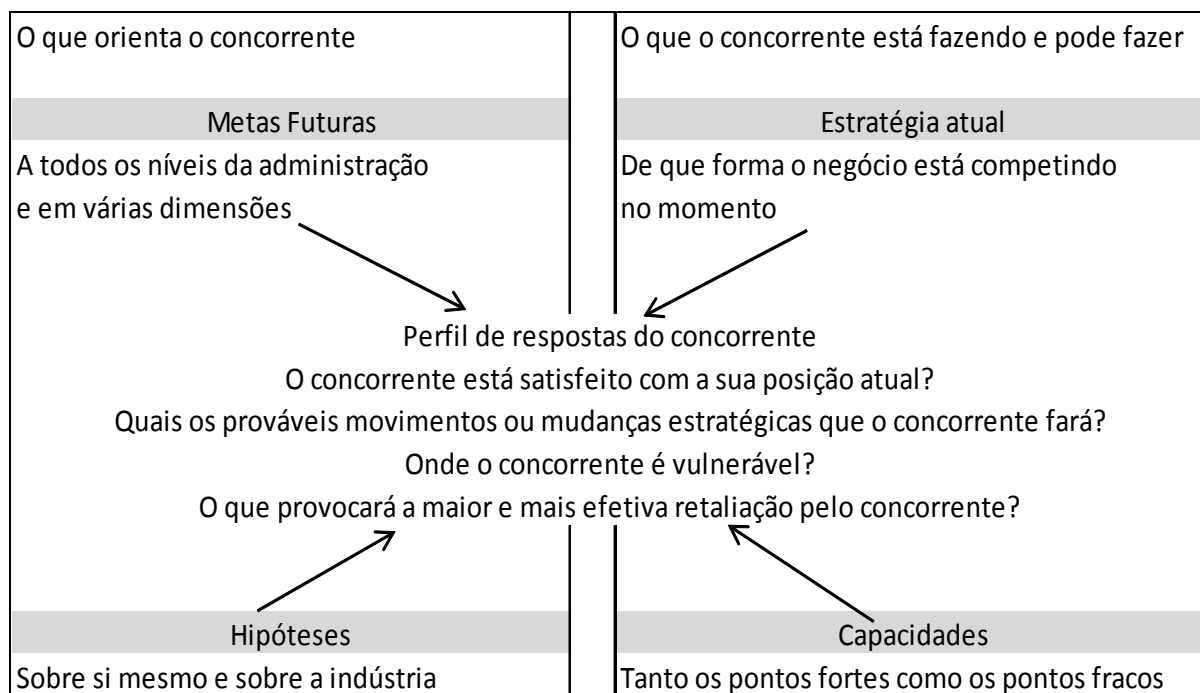 O que orienta o concorrente
O que o concorrente está fazendo e pode fazer
Metas Futuras
Estratégia atual
A todos os níveis da administração
e em várias dimensões
De que forma o negócio está competindo
no momento
Perfil de respostas do concorrente
O concorrente está satisfeito com a sua posição atual?
Quais os prováveis movimentos ou mudanças estratégicas que o concorrente fará?
Onde o concorrente é vulnerável?
O que provocará a maior e mais efetiva retaliação pelo concorrente?
Hipóteses
Capacidades
Sobre si mesmo e sobre a indústria
Tanto os pontos fortes como os pontos fracos